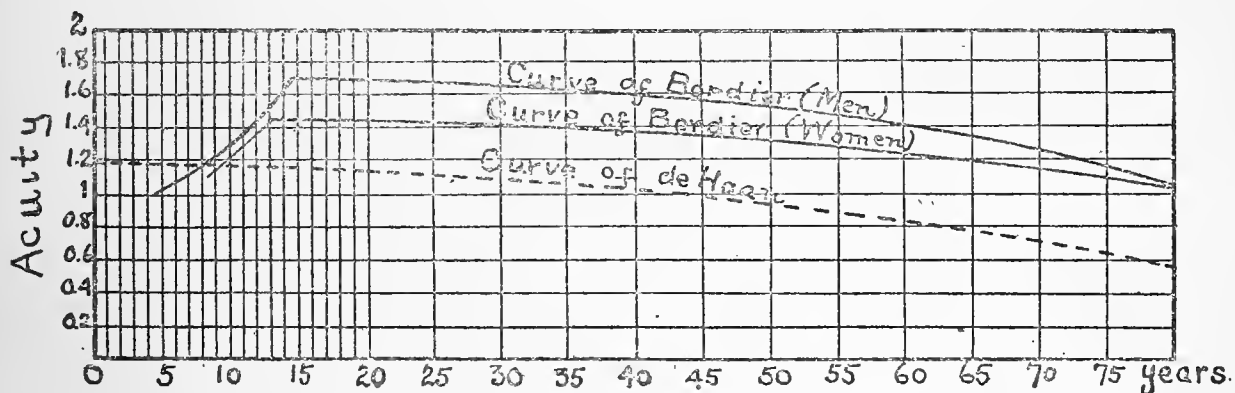 2
1.8
1.6
1.4
1.2
1
0.8
0.6
0.4
0.2
Acuity
Curve of Bordier (Men)
Curve of Bordier (Women)
Curve of de Haan
0 5 10 15 20 25 30 35 40 45 50 55 60 65 70 75 years.